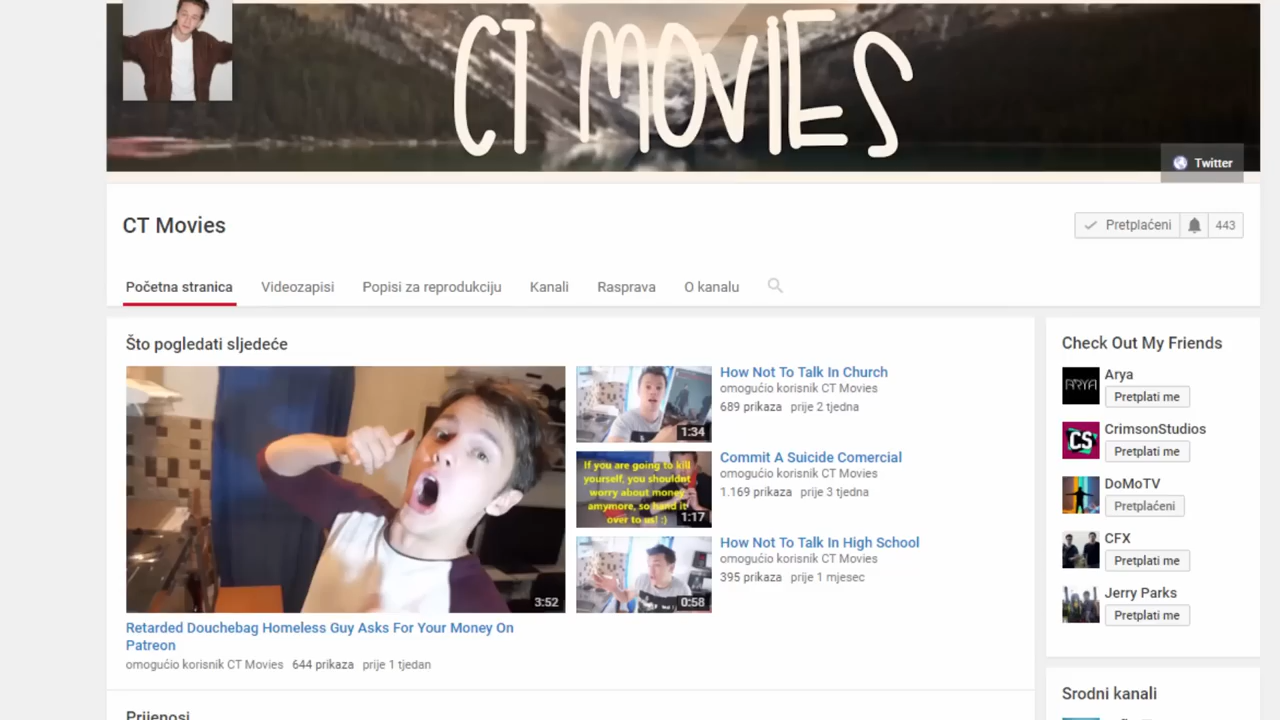 CT MOVIES
Twitter
CT Movies
Pretplaćeni 443
Početna stranica Videozapisi Popisi za reprodukciju Kanali Rasprava O kanalu
Što pogledati sljedeće
3:52
Retarded Douchebag Homeless Guy Asks For Your Money On
Patreon
omogućio korisnik CT Movies 644 prikaza prije 1 tjedan
1:34
How Not To Talk In Church
omogućio korisnik CT Movies
689 prikaza prije 2 tjedna
If you are going to kill
yourself, you shouldnt
worry about money
anymore, so hand it
over to us! :)
1:17
Commit A Suicide Comercial
omogućio korisnik CT Movies
1.169 prikaza prije 3 tjedna
0:58
How Not To Talk In High School
omogućio korisnik CT Movies
395 prikaza prije 1 mjesec
Check Out My Friends
ARYA
Arya
Pretplati me
CS
CrimsonStudios
Pretplati me
DoMoTV
Pretplaćeni
CFX
Pretplati me
Jerry Parks
Pretplati me
Srodni kanali
Prijenosi